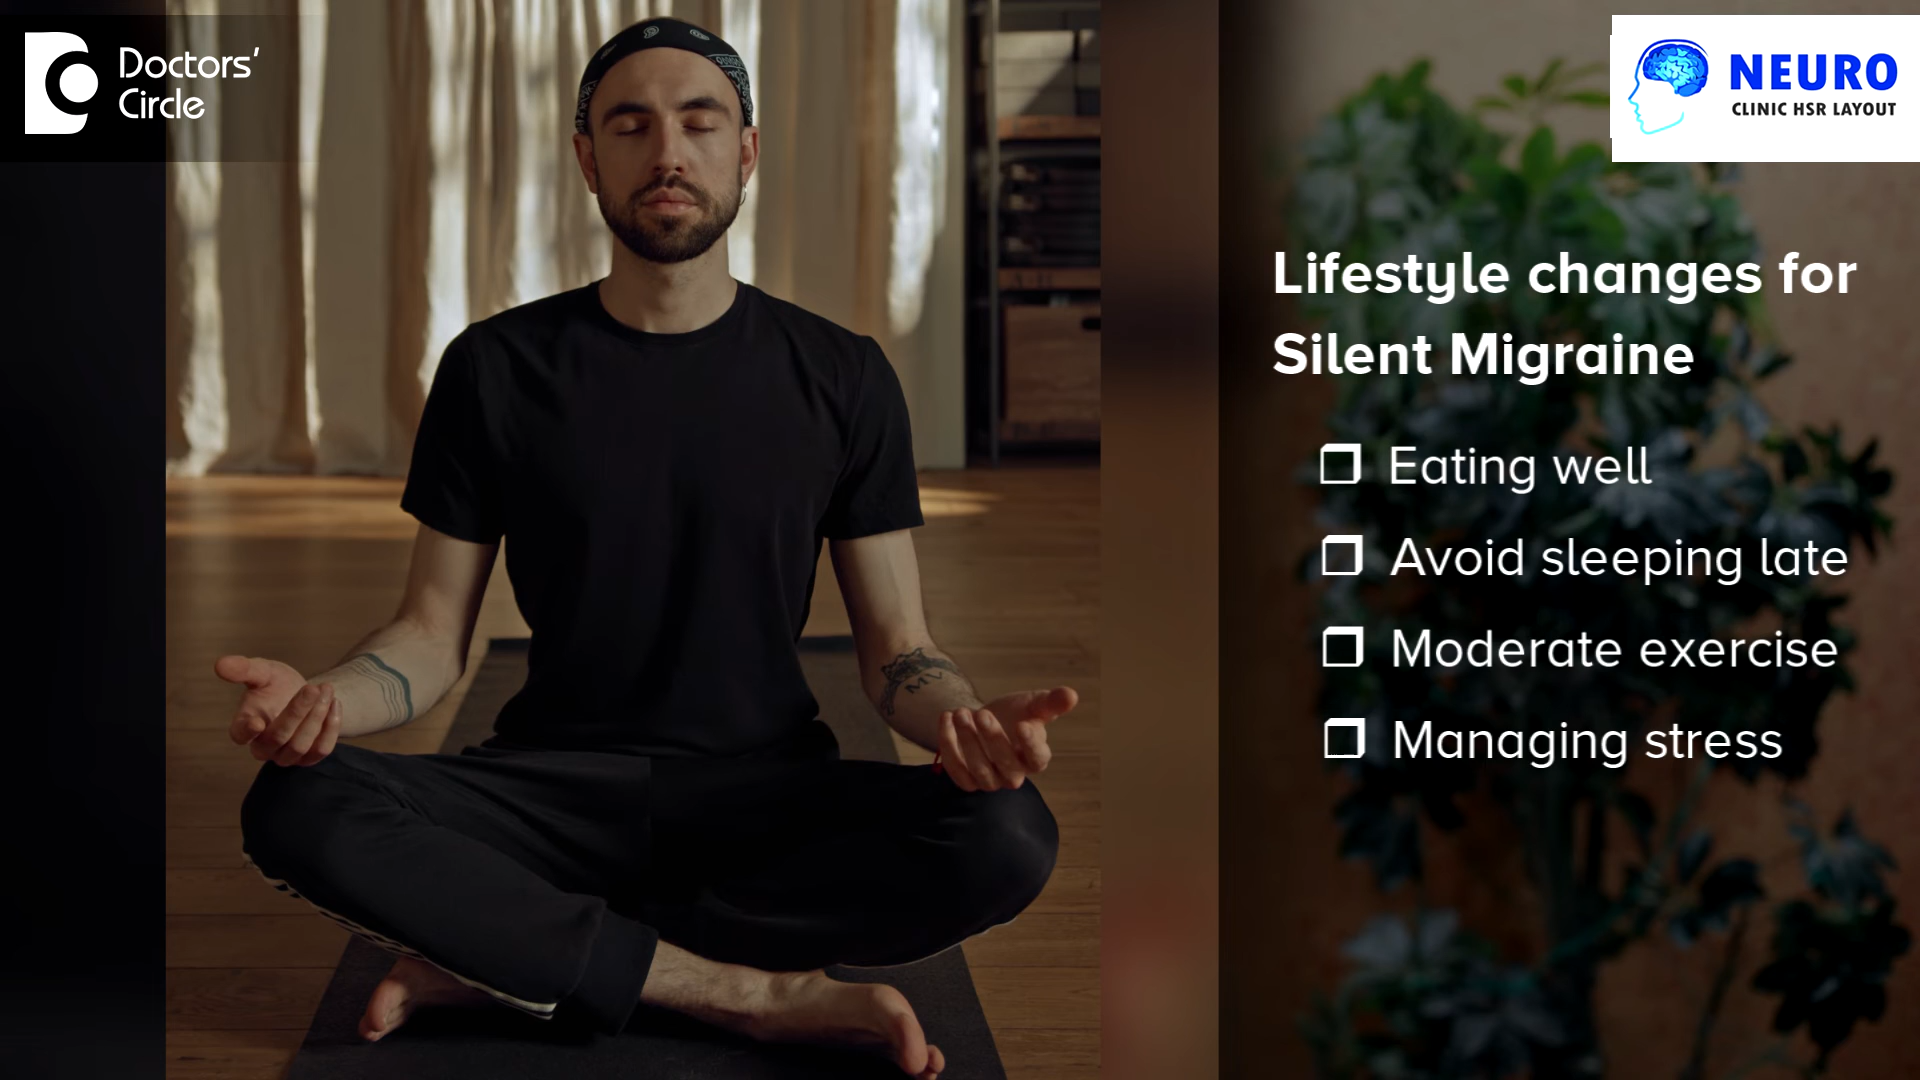 Doctors'
Circle
NEURO
CLINIC HSR LAYOUT
Lifestyle changes for
Silent Migraine
❒ Eating well
❒ Avoid sleeping late
❒ Moderate exercise
❒ Managing stress
MV